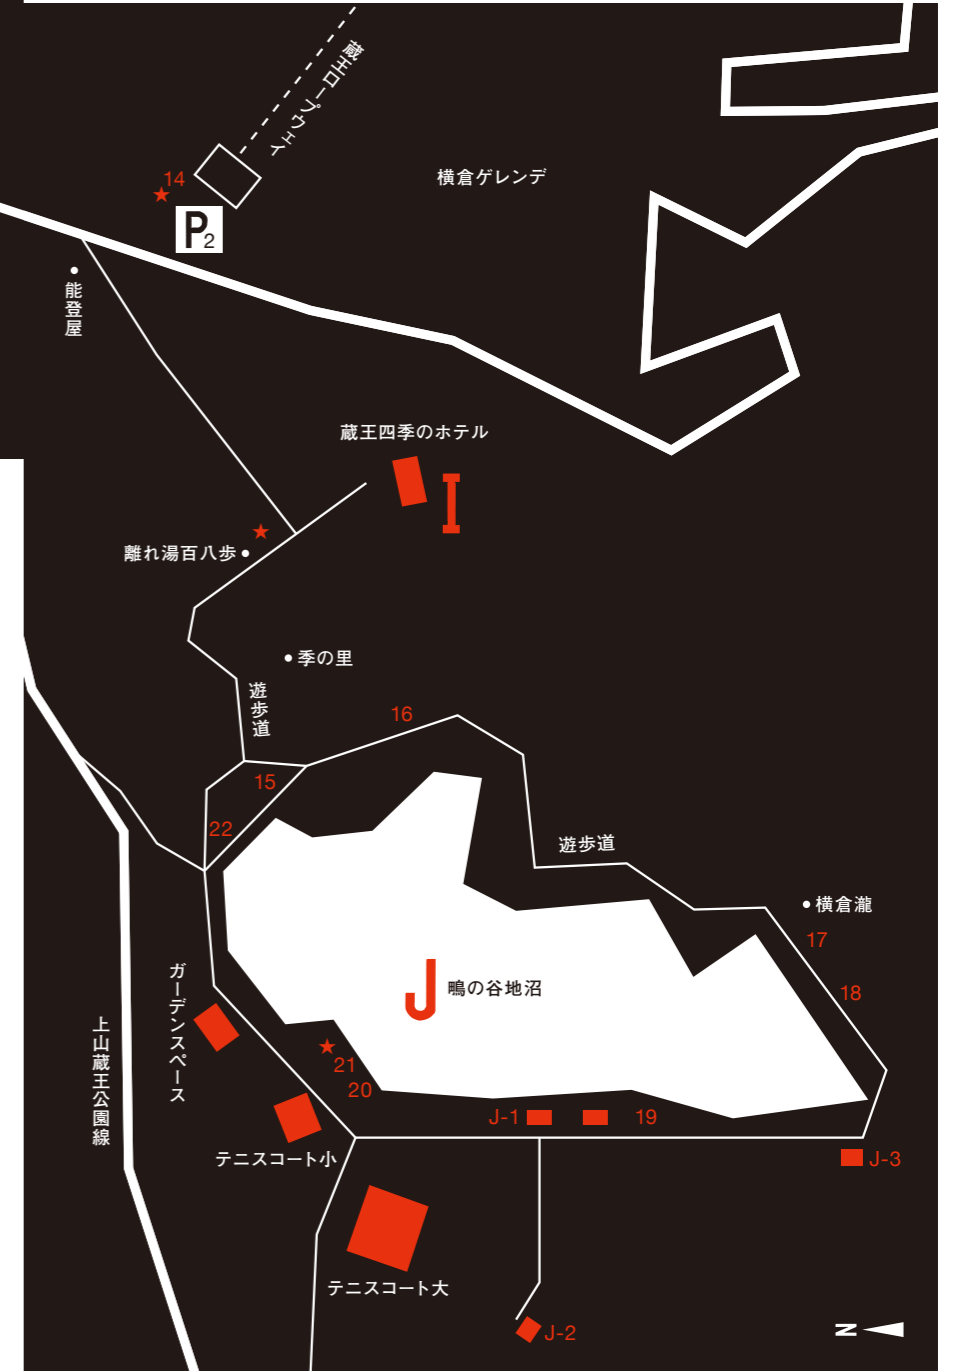 蔵王ロープウェイ
14
横倉ゲレンデ
P2
能登屋
蔵王四季のホテル
I
離れ湯百八歩
季の里
遊歩道
16
15
22
遊歩道
横倉瀧
17
18
ガーデンスペース
J
鴫の谷地沼
上山蔵王公園線
21
20
J-1
19
テニスコート小
J-3
テニスコート大
J-2
N